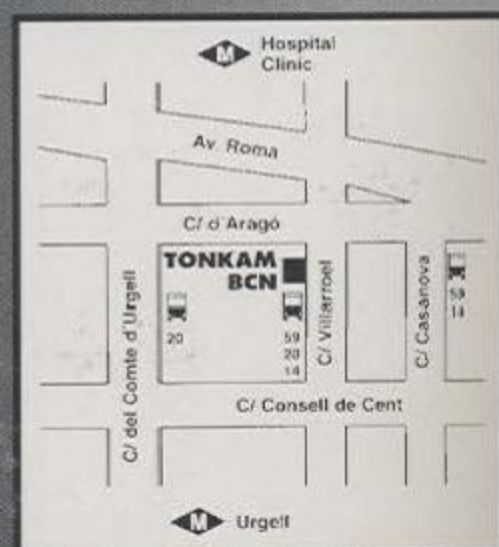 M Hospital
Clinic
Av. Roma
C/ d'Aragó
TONKAM
BCN
20
59
20
14
59
14
C/ del Comte d'Urgell
C/ Villarroel
C/ Casanova
C/ Consell de Cent
M Urgell